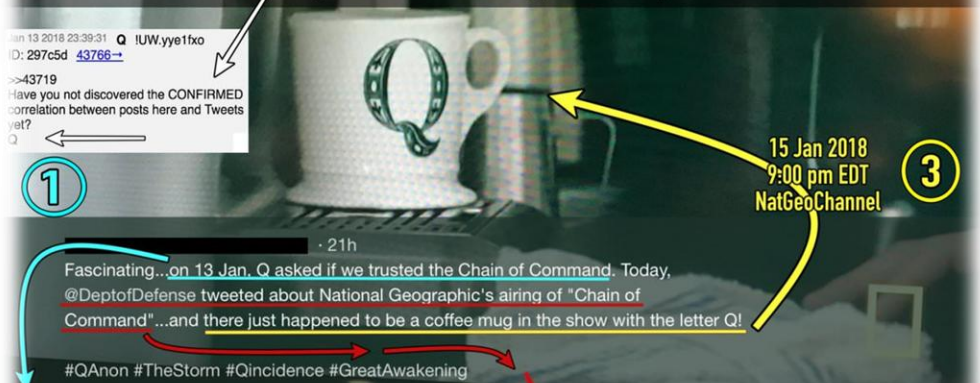 Jan 13 2018 23:39:31 Q !UW.yye1fxo
ID: 297c5d 43766→
>>43719
Have you not discovered the CONFIRMED
correlation between posts here and Tweets
yet?
Q
1
Q
15 Jan 2018
9:00 pm EDT
NatGeoChannel
3
· 21h
Fascinating...on 13 Jan, Q asked if we trusted the Chain of Command. Today,
@DeptofDefense tweeted about National Geographic's airing of "Chain of
Command"...and there just happened to be a coffee mug in the show with the letter Q!
#QAnon #TheStorm #Qincidence #GreatAwakening